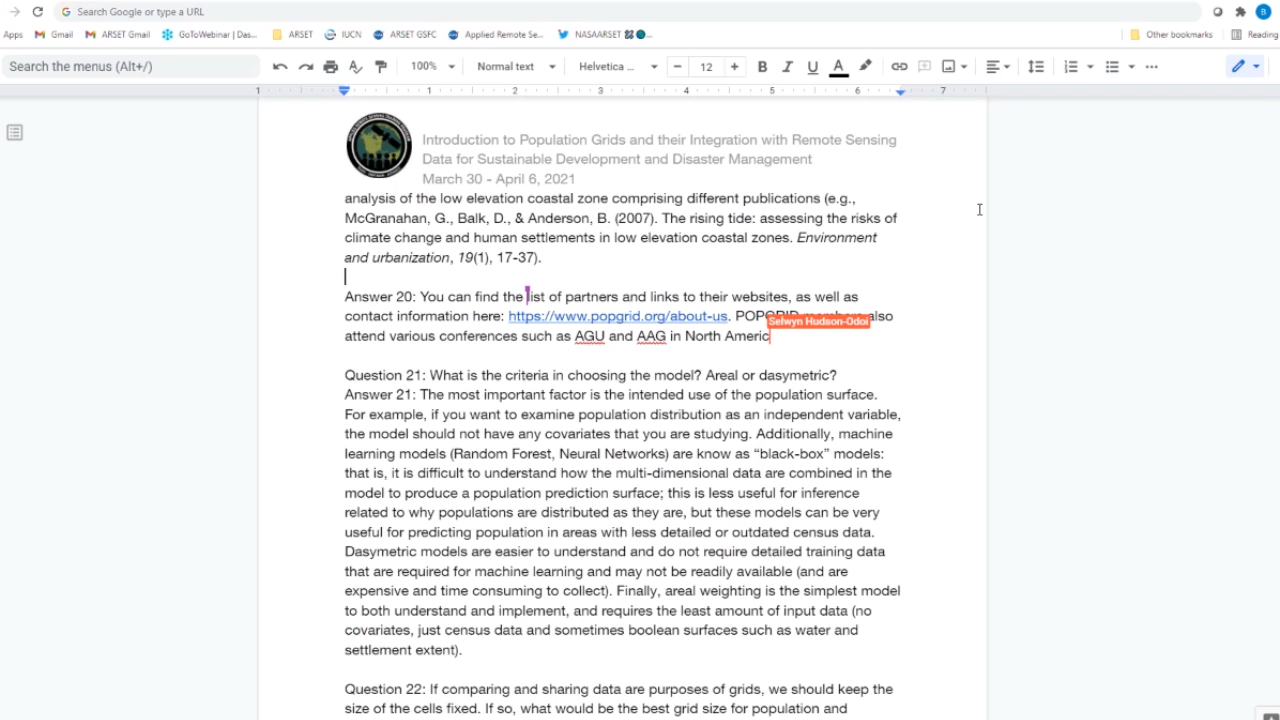 Search Google or type a URL
B
Apps Gmail ARSET Gmail GoToWebinar | Das... ARSET IUCN ARSET GSFC Applied Remote Se... NASAARSET Other bookmarks Reading
Search the menus (Alt+/) 100% Normal text Helvetica ... 12 B I U A
1 1 2 3 4 5 6 7
Introduction to Population Grids and their Integration with Remote Sensing
Data for Sustainable Development and Disaster Management
March 30 - April 6, 2021
analysis of the low elevation coastal zone comprising different publications (e.g.,
McGranahan, G., Balk, D., & Anderson, B. (2007). The rising tide: assessing the risks of
climate change and human settlements in low elevation coastal zones. Environment
and urbanization, 19(1), 17-37).
Answer 20: You can find the list of partners and links to their websites, as well as
contact information here: https://www.popgrid.org/about-us. POPGRID members also
Selwyn Hudson-Odoi
attend various conferences such as AGU and AAG in North Americ
Question 21: What is the criteria in choosing the model? Areal or dasymetric?
Answer 21: The most important factor is the intended use of the population surface.
For example, if you want to examine population distribution as an independent variable,
the model should not have any covariates that you are studying. Additionally, machine
learning models (Random Forest, Neural Networks) are know as “black-box” models:
that is, it is difficult to understand how the multi-dimensional data are combined in the
model to produce a population prediction surface; this is less useful for inference
related to why populations are distributed as they are, but these models can be very
useful for predicting population in areas with less detailed or outdated census data.
Dasymetric models are easier to understand and do not require detailed training data
that are required for machine learning and may not be readily available (and are
expensive and time consuming to collect). Finally, areal weighting is the simplest model
to both understand and implement, and requires the least amount of input data (no
covariates, just census data and sometimes boolean surfaces such as water and
settlement extent).
Question 22: If comparing and sharing data are purposes of grids, we should keep the
size of the cells fixed. If so, what would be the best grid size for population and